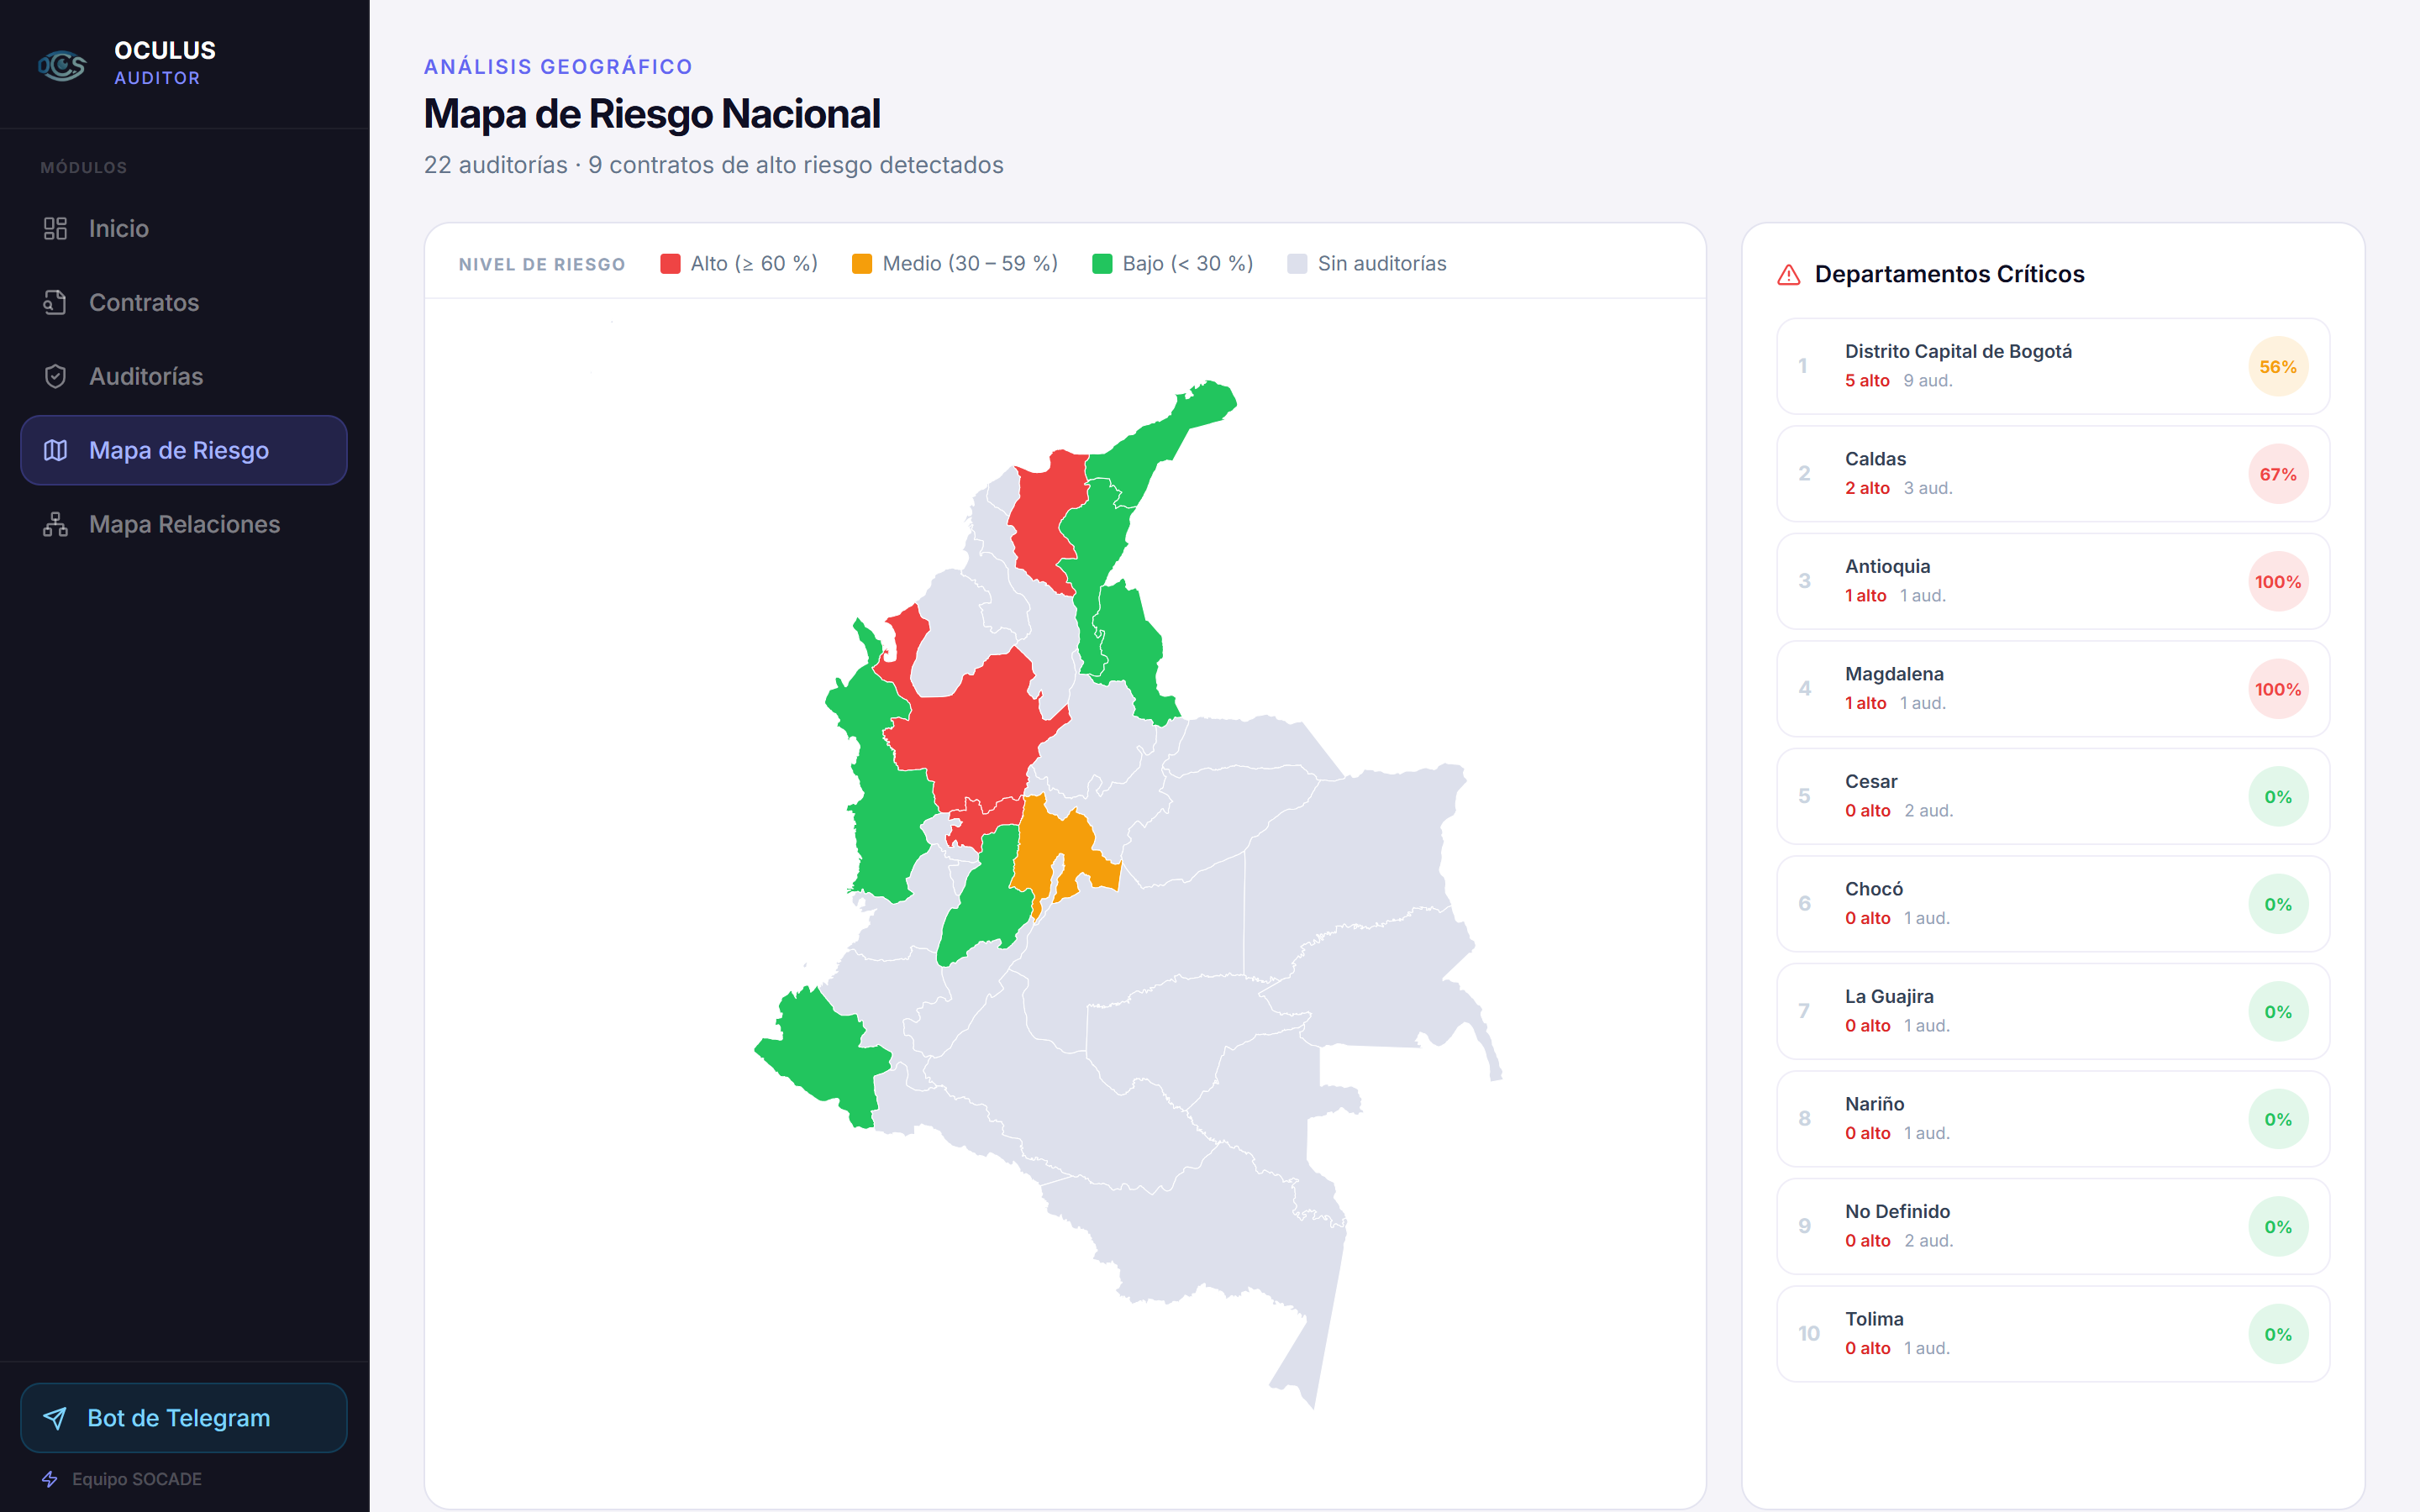 OCS
OCULUS
AUDITOR
MÓDULOS
Inicio
Contratos
Auditorías
Mapa de Riesgo
Mapa Relaciones
Bot de Telegram
Equipo SOCADE
ANÁLISIS GEOGRÁFICO
Mapa de Riesgo Nacional
22 auditorías · 9 contratos de alto riesgo detectados
NIVEL DE RIESGO Alto (≥ 60 %) Medio (30 – 59 %) Bajo (< 30 %) Sin auditorías
Departamentos Críticos
1 Distrito Capital de Bogotá 56%
5 alto 9 aud.
2 Caldas 67%
2 alto 3 aud.
3 Antioquia 100%
1 alto 1 aud.
4 Magdalena 100%
1 alto 1 aud.
5 Cesar 0%
0 alto 2 aud.
6 Chocó 0%
0 alto 1 aud.
7 La Guajira 0%
0 alto 1 aud.
8 Nariño 0%
0 alto 1 aud.
9 No Definido 0%
0 alto 2 aud.
10 Tolima 0%
0 alto 1 aud.